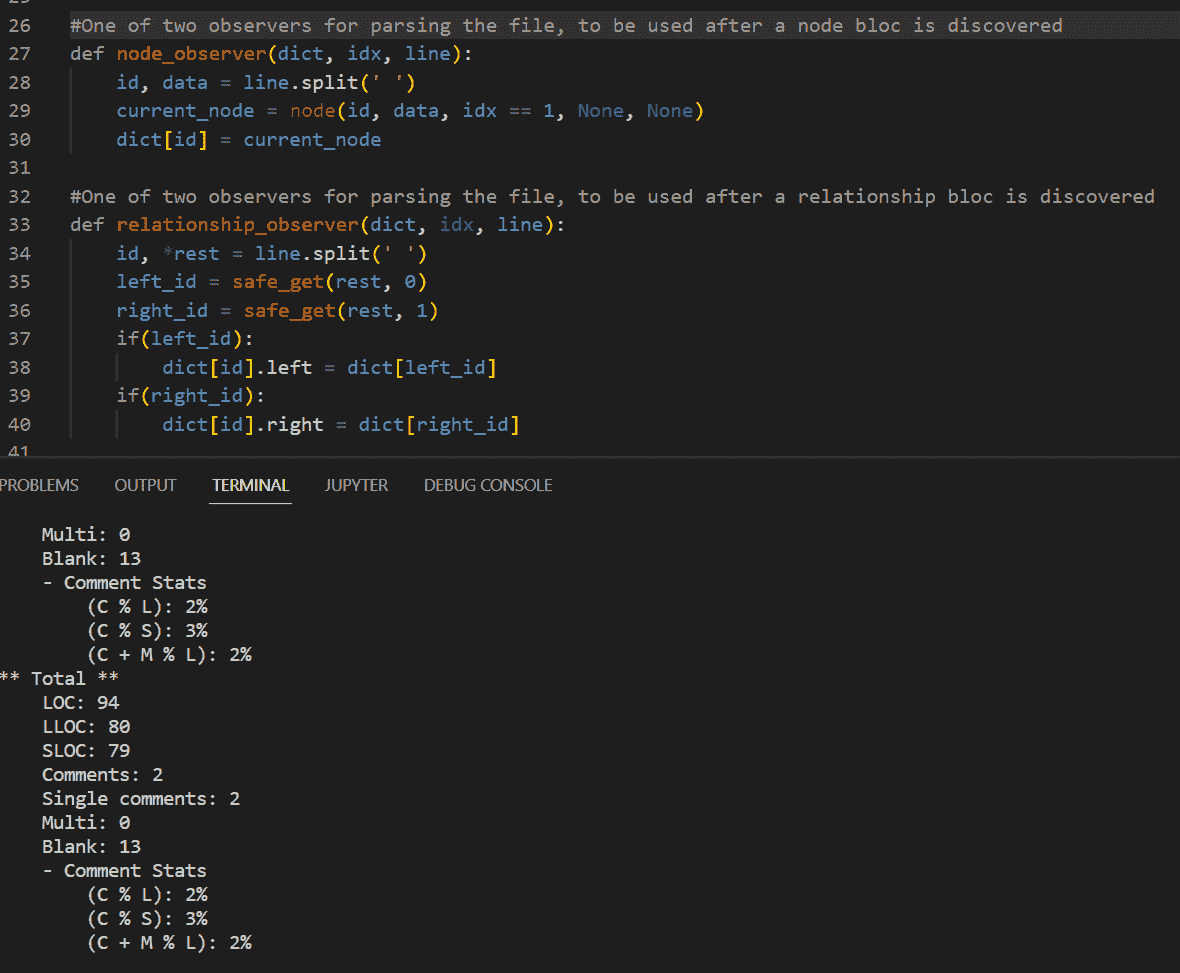 26 #One of two observers for parsing the file, to be used after a node bloc is discovered
27 def node_observer(dict, idx, line):
28     id, data = line.split(' ')
29     current_node = node(id, data, idx == 1, None, None)
30     dict[id] = current_node
31
32 #One of two observers for parsing the file, to be used after a relationship bloc is discovered
33 def relationship_observer(dict, idx, line):
34     id, *rest = line.split(' ')
35     left_id = safe_get(rest, 0)
36     right_id = safe_get(rest, 1)
37     if(left_id):
38         dict[id].left = dict[left_id]
39     if(right_id):
40         dict[id].right = dict[right_id]
41
PROBLEMS OUTPUT TERMINAL JUPYTER DEBUG CONSOLE
    Multi: 0
    Blank: 13
    - Comment Stats
        (C % L): 2%
        (C % S): 3%
        (C + M % L): 2%
** Total **
    LOC: 94
    LLOC: 80
    SLOC: 79
    Comments: 2
    Single comments: 2
    Multi: 0
    Blank: 13
    - Comment Stats
        (C % L): 2%
        (C % S): 3%
        (C + M % L): 2%